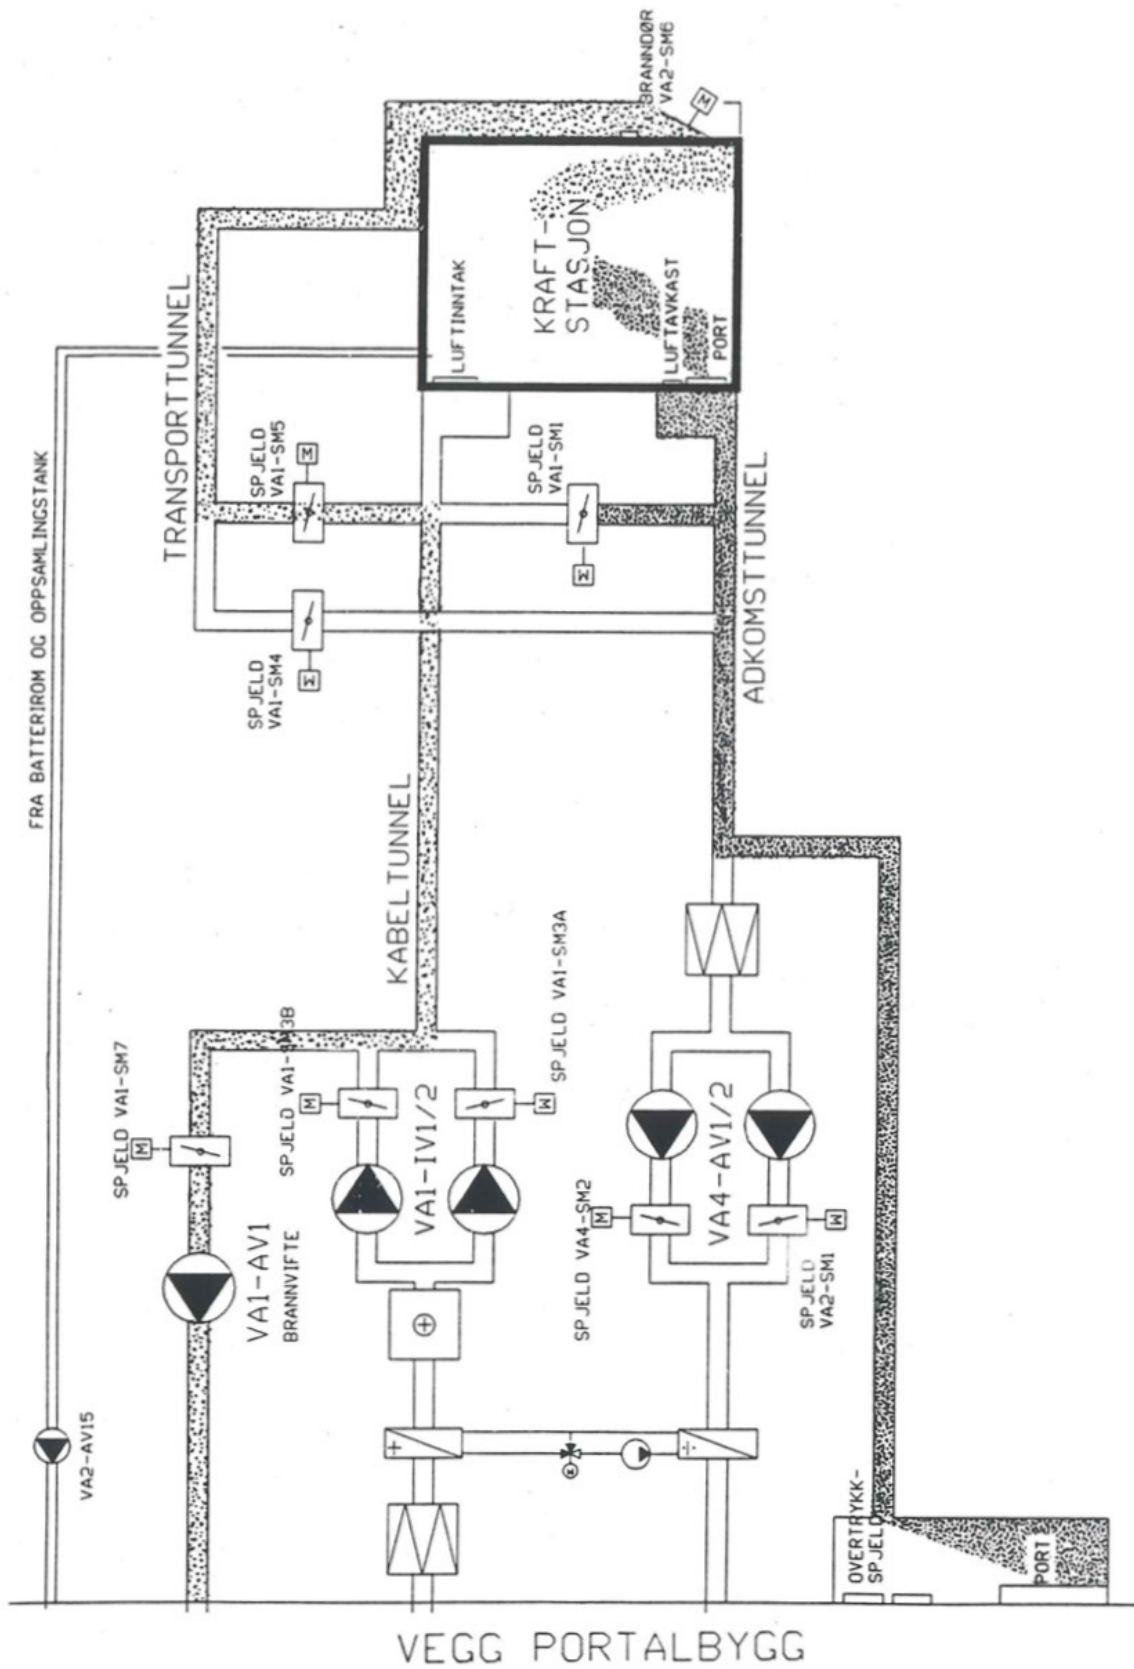 FRA BATTERIROM OG OPPSAMLINGSTANK
TRANSPORTTUNNEL
BRANNDØR
VA2-SM6
M
LUFTINNTAK
KRAFT-
STASJON
LUFTAVKAST
PORT
SPJELD
VA1-SM5
M
SPJELD
VA1-SM1
M
SPJELD
VA1-SM4
M
ADKOMSTTUNNEL
KABELTUNNEL
SPJELD VA1-SM7
M
SPJELD VA1-SM3B
M
SPJELD VA1-SM3A
M
VA1-IV1/2
VA1-AV1
BRANNVIFTE
SPJELD VA4-SM2
M
VA4-AV1/2
SPJELD
VA2-SM1
M
VA2-AV15
OVERTRYKK-
SPJELD
PORT
VEGG PORTALBYGG